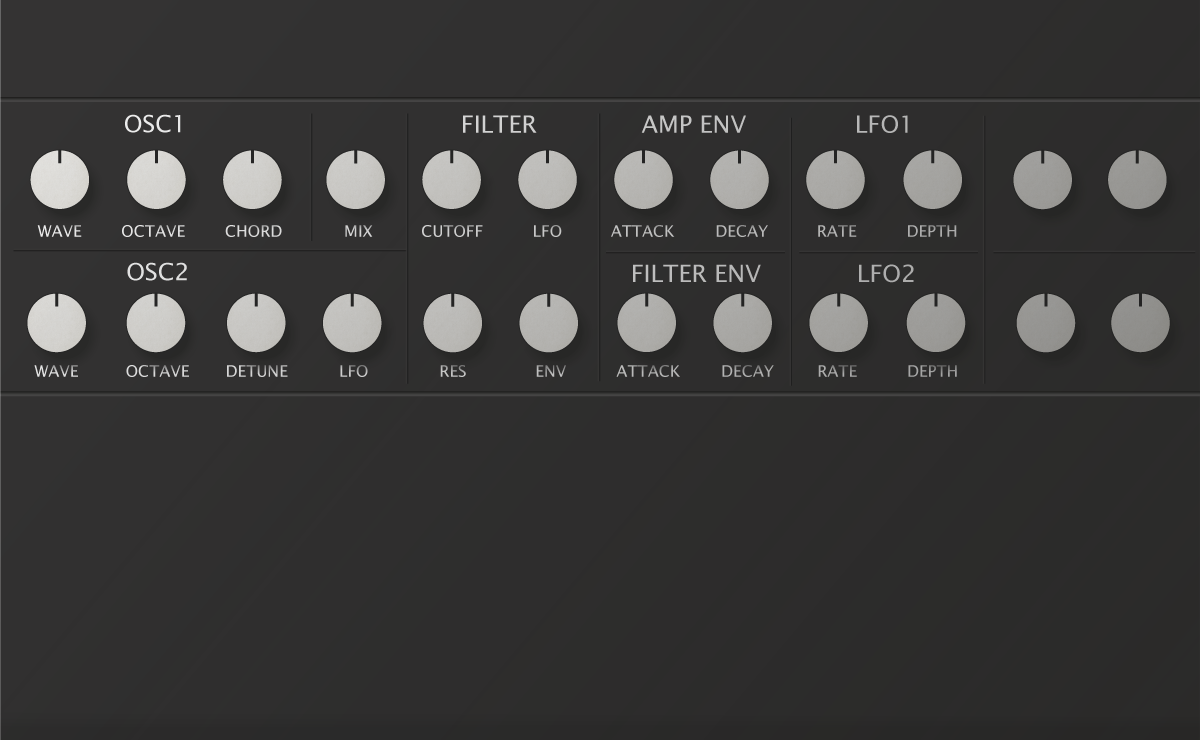 OSC1
WAVE OCTAVE CHORD MIX
OSC2
WAVE OCTAVE DETUNE LFO
FILTER
CUTOFF LFO
RES ENV
AMP ENV
ATTACK DECAY
FILTER ENV
ATTACK DECAY
LFO1
RATE DEPTH
LFO2
RATE DEPTH